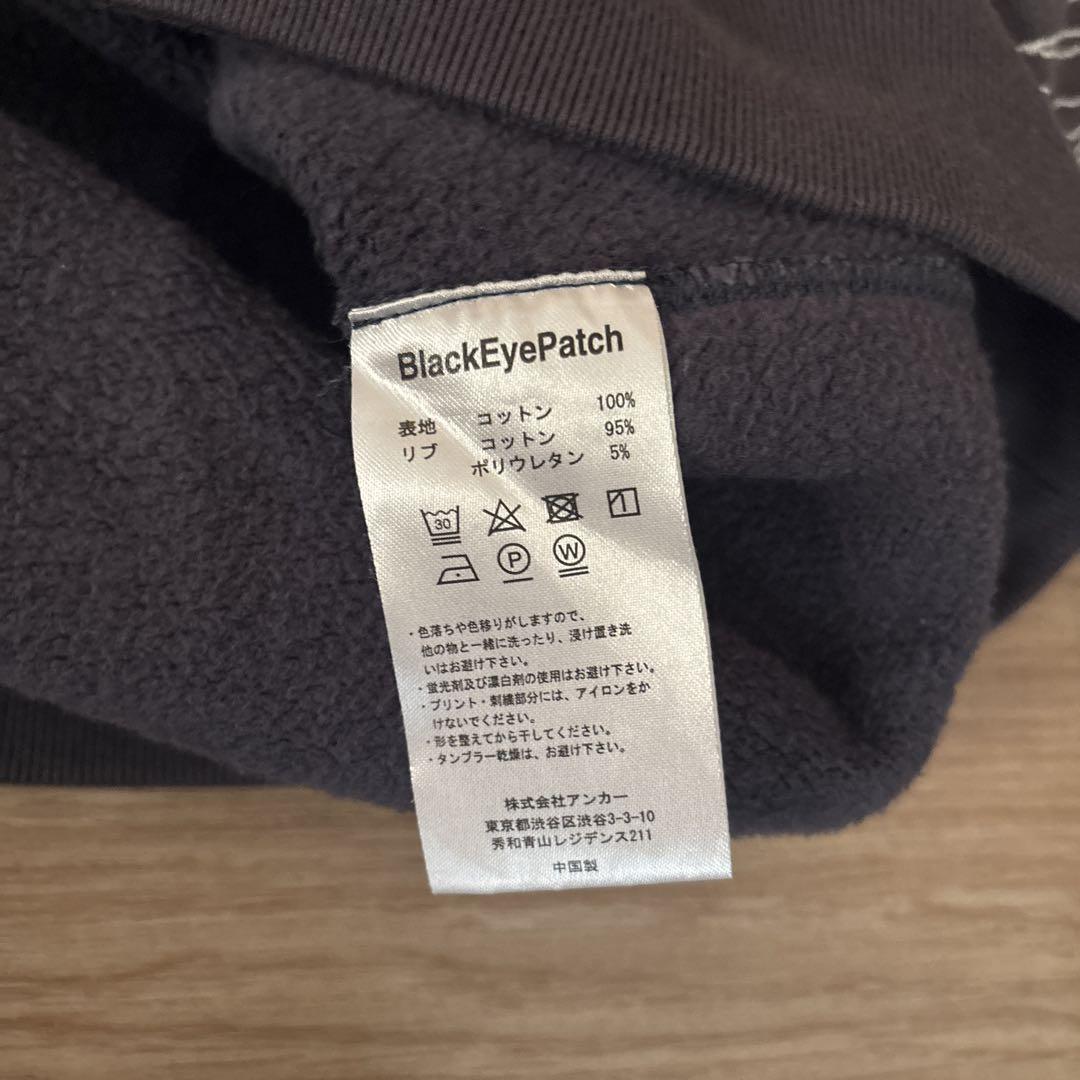 BlackEyePatch
表地 コットン 100%
リブ コットン 95%
ポリウレタン 5%
30
P W
・色落ちや色移りがしますので、
他の物と一緒に洗ったり、浸け置き洗
いはお避け下さい。
・蛍光剤及び漂白剤の使用はお避け下さい。
・プリント・刺繍部分には、アイロンをか
けないでください。
・形を整えてから干してください。
・タンブラー乾燥は、お避け下さい。
株式会社アンカー
東京都渋谷区渋谷3-3-10
秀和青山レジデンス211
中国製